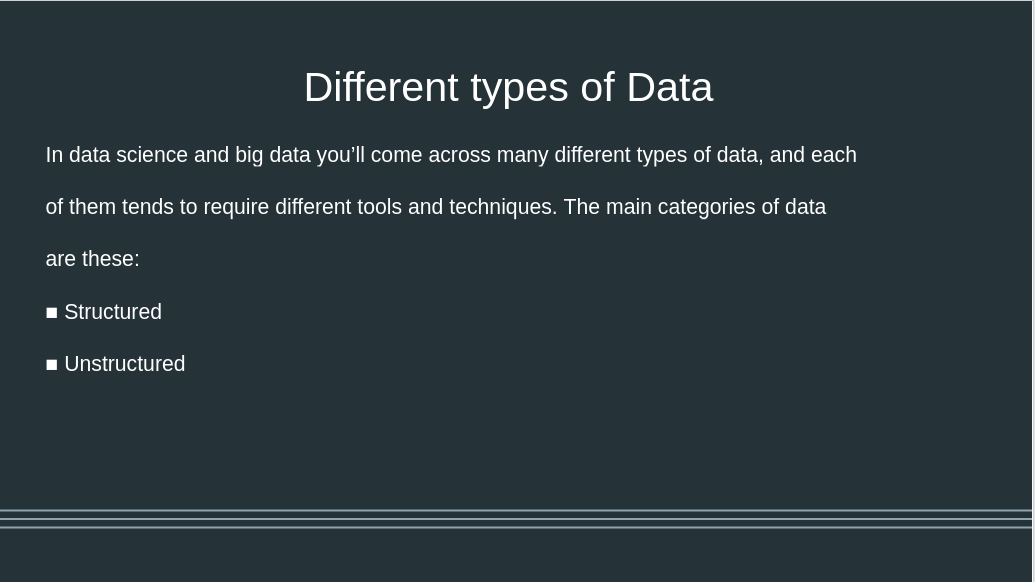 Different types of Data
In data science and big data you’ll come across many different types of data, and each
of them tends to require different tools and techniques. The main categories of data
are these:
■ Structured
■ Unstructured